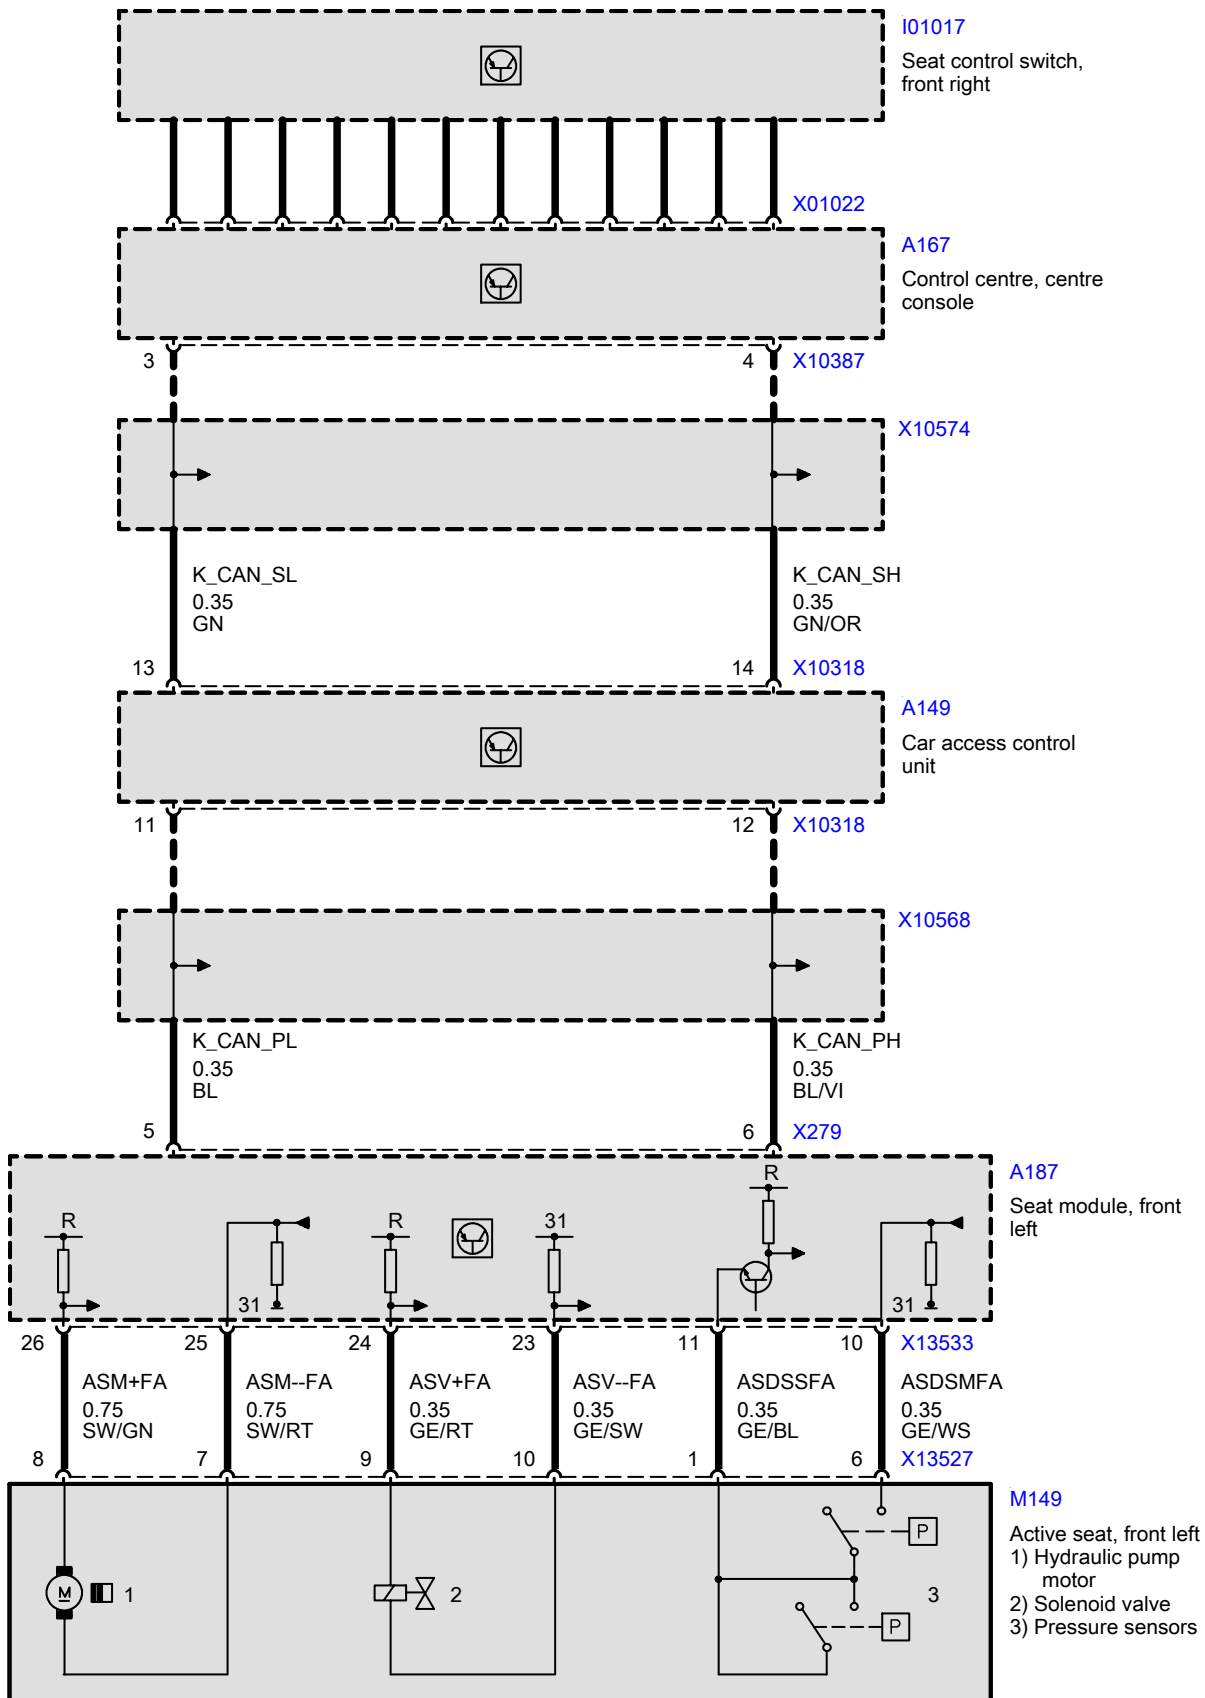 I01017
Seat control switch,
front right
X01022
A167
Control centre, centre
console
3
4
X10387
X10574
K_CAN_SL
0.35
GN
K_CAN_SH
0.35
GN/OR
13
14
X10318
A149
Car access control
unit
11
12
X10318
X10568
K_CAN_PL
0.35
BL
K_CAN_PH
0.35
BL/VI
5
6
X279
A187
Seat module, front
left
R
R
31
R
31
31
26
25
24
23
11
10
X13533
ASM+FA
0.75
SW/GN
ASM--FA
0.75
SW/RT
ASV+FA
0.35
GE/RT
ASV--FA
0.35
GE/SW
ASDSSFA
0.35
GE/BL
ASDSMFA
0.35
GE/WS
8
7
9
10
1
6
X13527
M149
Active seat, front left
1) Hydraulic pump
motor
2) Solenoid valve
3) Pressure sensors
P
M
1
2
3
P